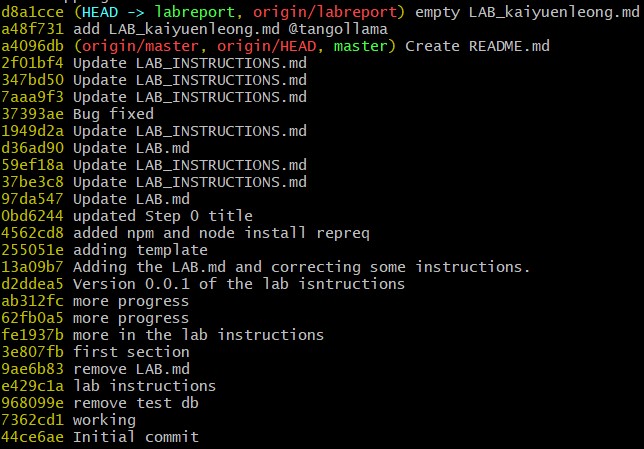 d8a1cce (HEAD -> labreport, origin/labreport) empty LAB_kaiyuenleong.md
a48f731 add LAB_kaiyuenleong.md @tangollama
a4096db (origin/master, origin/HEAD, master) Create README.md
2f01bf4 Update LAB_INSTRUCTIONS.md
347bd50 Update LAB_INSTRUCTIONS.md
7aaa9f3 Update LAB_INSTRUCTIONS.md
37393ae Bug fixed
1949d2a Update LAB_INSTRUCTIONS.md
d36ad90 Update LAB.md
59ef18a Update LAB_INSTRUCTIONS.md
37be3c8 Update LAB_INSTRUCTIONS.md
97da547 Update LAB.md
0bd6244 updated Step 0 title
4562cd8 added npm and node install repreq
255051e adding template
13a09b7 Adding the LAB.md and correcting some instructions.
d2ddea5 Version 0.0.1 of the lab isntructions
ab312fc more progress
62fb0a5 more progress
fe1937b more in the lab instructions
3e807fb first section
9ae6b83 remove LAB.md
e429c1a lab instructions
968099e remove test db
7362cd1 working
44ce6ae Initial commit